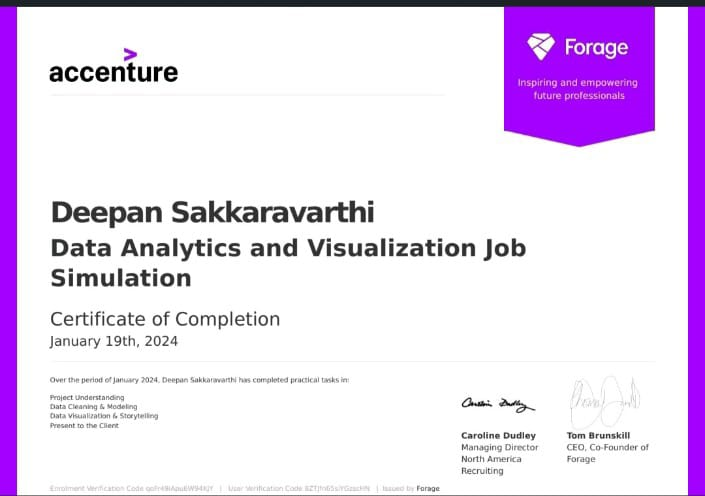 accenture
Forage
Inspiring and empowering
future professionals
Deepan Sakkaravarthi
Data Analytics and Visualization Job
Simulation
Certificate of Completion
January 19th, 2024
Over the period of January 2024, Deepan Sakkaravarthi has completed practical tasks in:
Project Understanding
Data Cleaning & Modeling
Data Visualization & Storytelling
Present to the Client
Caroline Dudley
Caroline Dudley
Managing Director
North America
Recruiting
Tom Brunskill
CEO, Co-Founder of
Forage
Enrolment Verification Code | User Verification Code | Issued by Forage